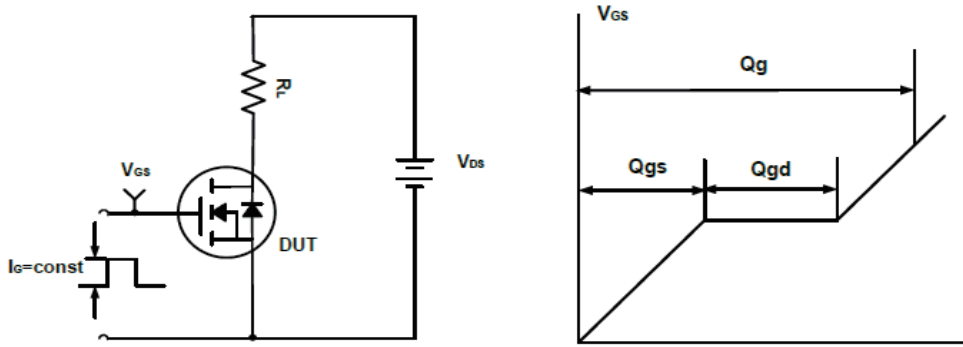 RL
VGS
VDS
DUT
IG=const
VGS
Qg
Qgs
Qgd